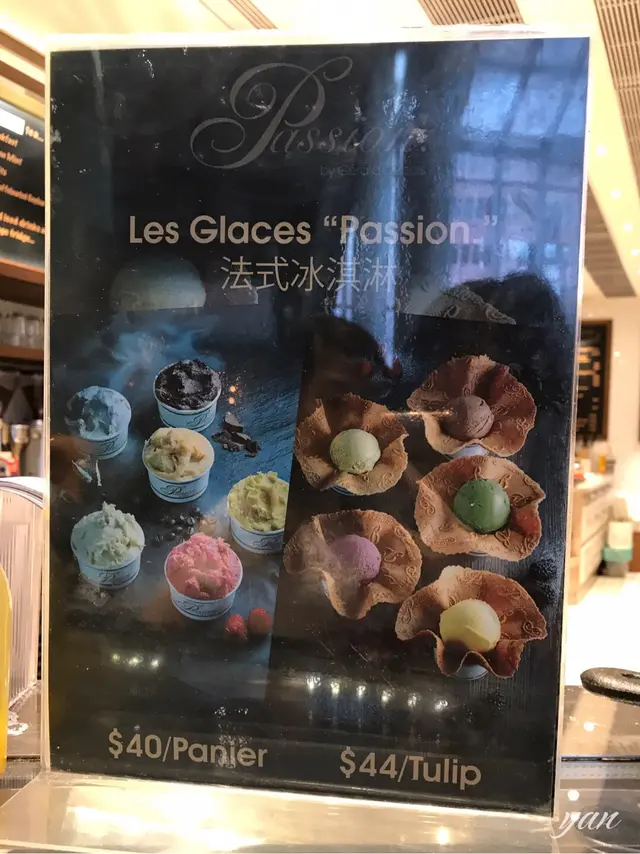 Passion
Les Glaces “Passion.”
法式冰淇淋
$40/Panier
$44/Tulip
yan